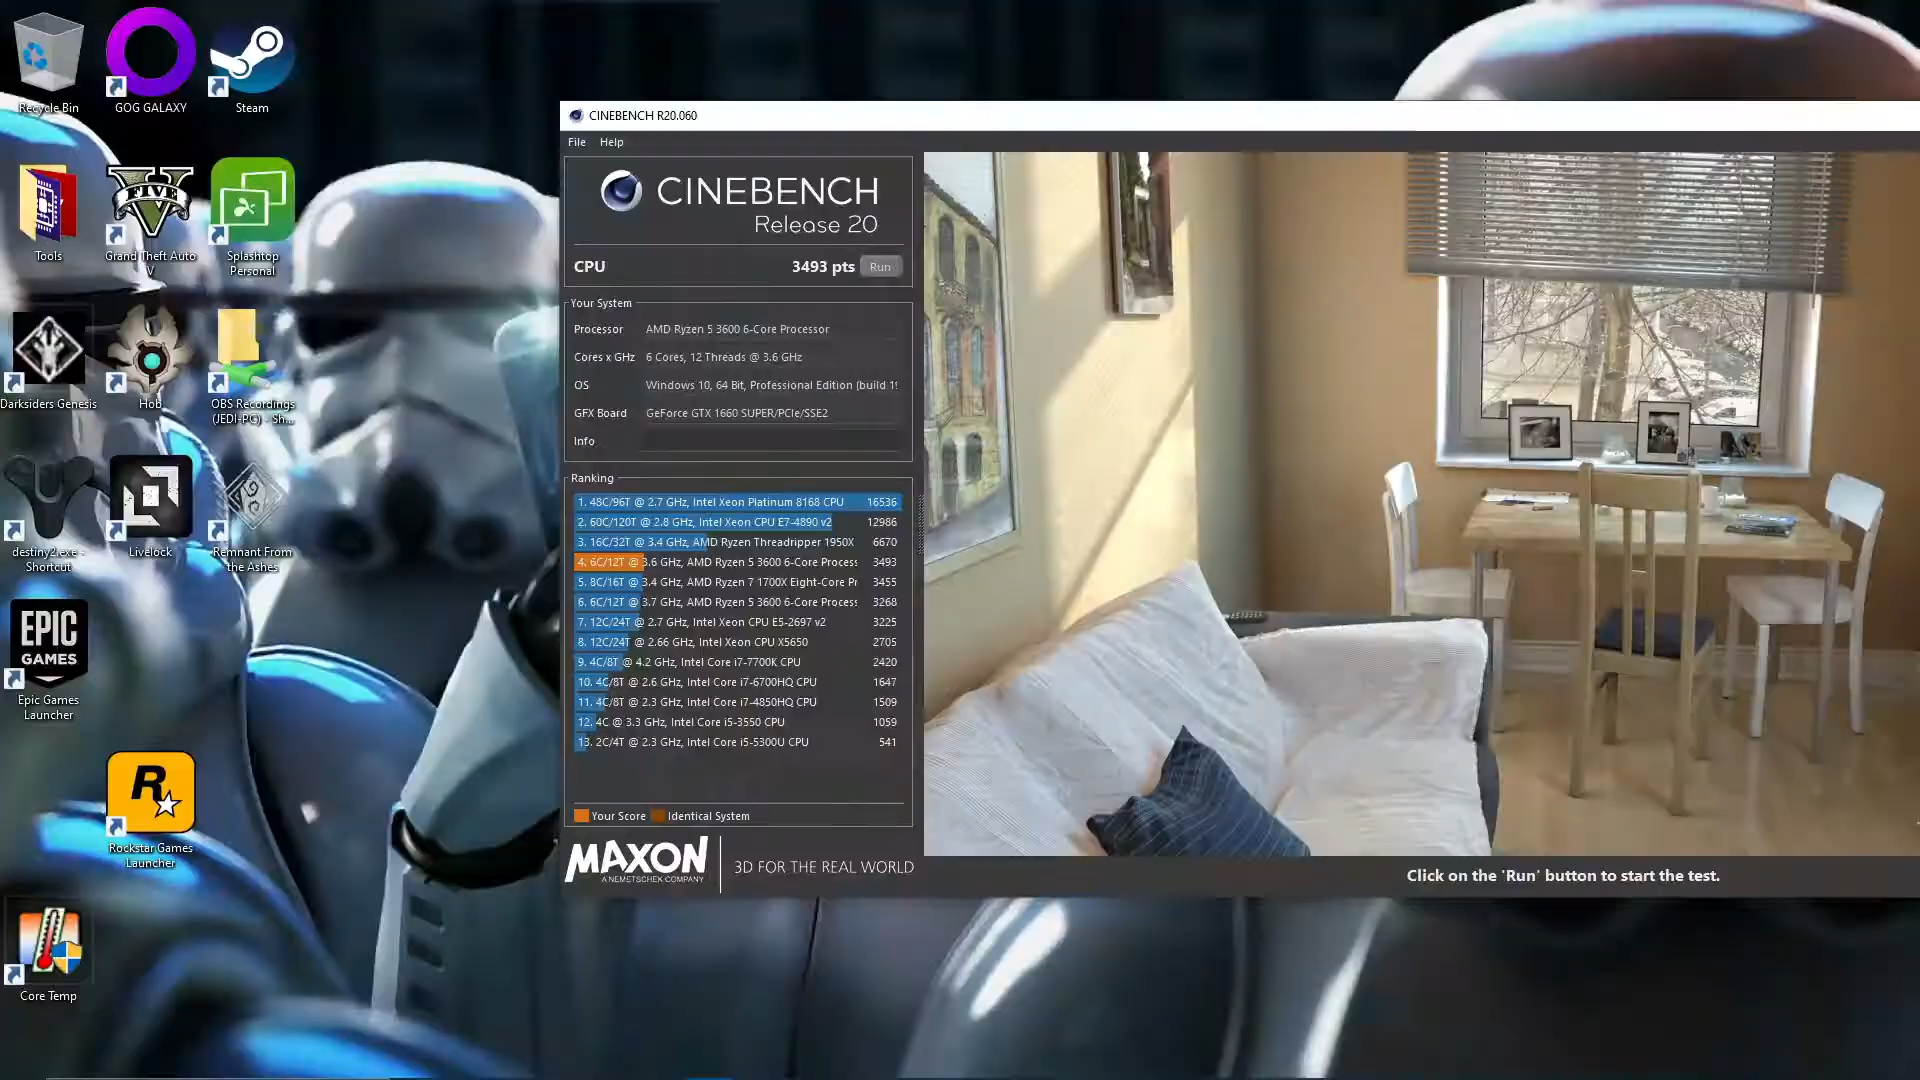 Recycle Bin
GOG GALAXY
Steam
Tools
FIVE
Grand Theft Auto
V
Splashtop
Personal
Darksiders Genesis
Hob
OBS Recordings
(JEDI-PC) - Sh...
destiny2.exe -
Shortcut
Livelock
Remnant From
the Ashes
EPIC
GAMES
Epic Games
Launcher
R
Rockstar Games
Launcher
Core Temp
CINEBENCH R20.060
File Help
CINEBENCH
Release 20
CPU 3493 pts Run
Your System
Processor AMD Ryzen 5 3600 6-Core Processor
Cores x GHz 6 Cores, 12 Threads @ 3.6 GHz
OS Windows 10, 64 Bit, Professional Edition (build 1
GFX Board GeForce GTX 1660 SUPER/PCIe/SSE2
Info
Ranking
1. 48C/96T @ 2.7 GHz, Intel Xeon Platinum 8168 CPU 16536
2. 60C/120T @ 2.8 GHz, Intel Xeon CPU E7-4890 v2 12986
3. 16C/32T @ 3.4 GHz, AMD Ryzen Threadripper 1950X 6670
4. 6C/12T @ 3.6 GHz, AMD Ryzen 5 3600 6-Core Process 3493
5. 8C/16T @ 3.4 GHz, AMD Ryzen 7 1700X Eight-Core Pr 3455
6. 6C/12T @ 3.7 GHz, AMD Ryzen 5 3600 6-Core Process 3268
7. 12C/24T @ 2.7 GHz, Intel Xeon CPU E5-2697 v2 3225
8. 12C/24T @ 2.66 GHz, Intel Xeon CPU X5650 2705
9. 4C/8T @ 4.2 GHz, Intel Core i7-7700K CPU 2420
10. 4C/8T @ 2.6 GHz, Intel Core i7-6700HQ CPU 1647
11. 4C/8T @ 2.3 GHz, Intel Core i7-4850HQ CPU 1509
12. 4C @ 3.3 GHz, Intel Core i5-3550 CPU 1059
13. 2C/4T @ 2.3 GHz, Intel Core i5-5300U CPU 541
Your Score Identical System
MAXON
A NEMETSCHEK COMPANY
3D FOR THE REAL WORLD
Click on the 'Run' button to start the test.